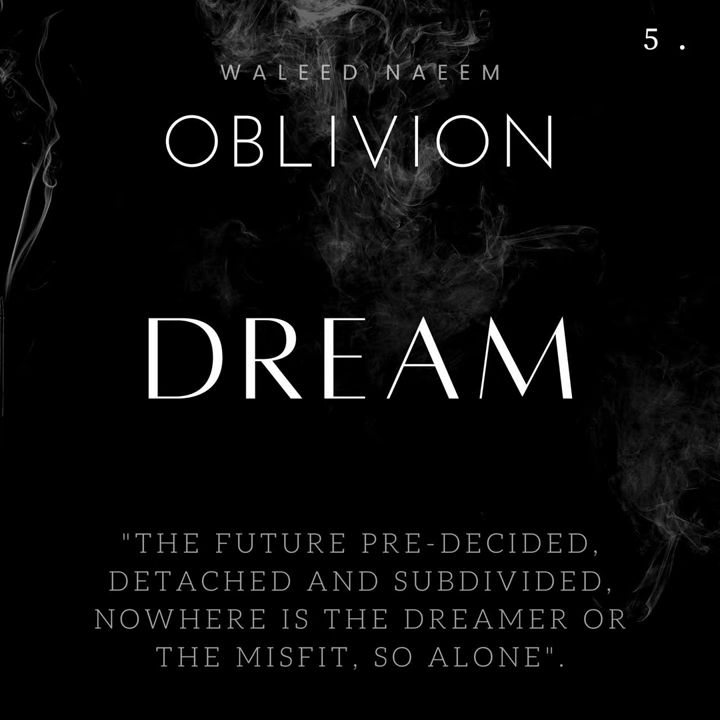 5 .
WALEED NAEEM
OBLIVION
DREAM
"THE FUTURE PRE-DECIDED,
DETACHED AND SUBDIVIDED,
NOWHERE IS THE DREAMER OR
THE MISFIT, SO ALONE".